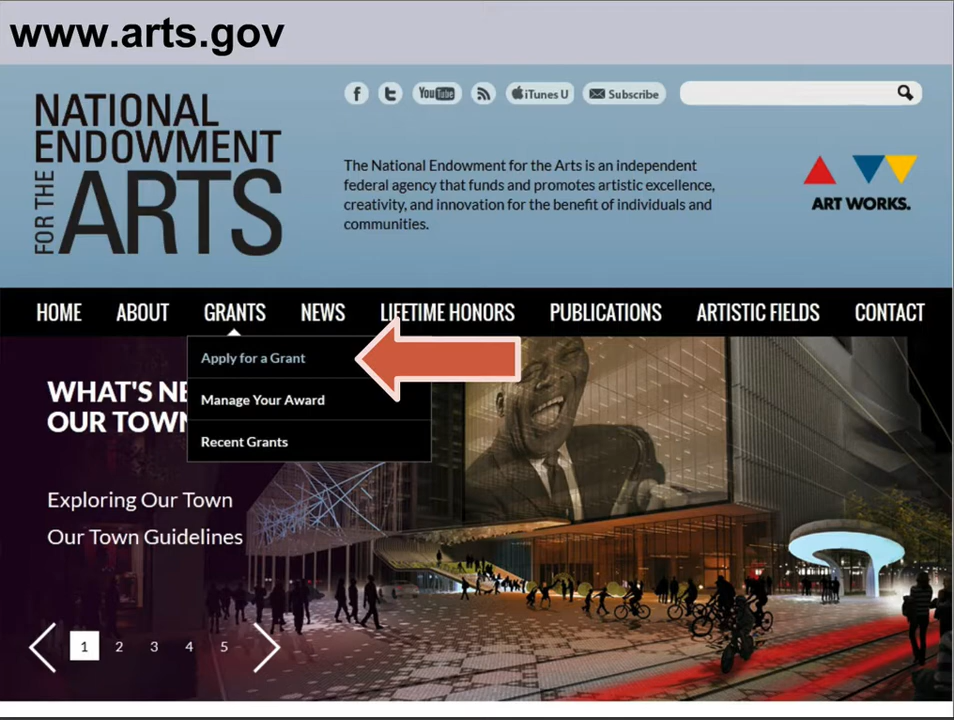 www.arts.gov
You Tube
iTunes U
Subscribe
NATIONAL
ENDOWMENT
FOR THE
ARTS
The National Endowment for the Arts is an independent
federal agency that funds and promotes artistic excellence,
creativity, and innovation for the benefit of individuals and
communities.
ART WORKS.
HOME ABOUT GRANTS NEWS LIFETIME HONORS PUBLICATIONS ARTISTIC FIELDS CONTACT
Apply for a Grant
Manage Your Award
Recent Grants
WHAT'S NE
OUR TOWN
Exploring Our Town
Our Town Guidelines
1 2 3 4 5